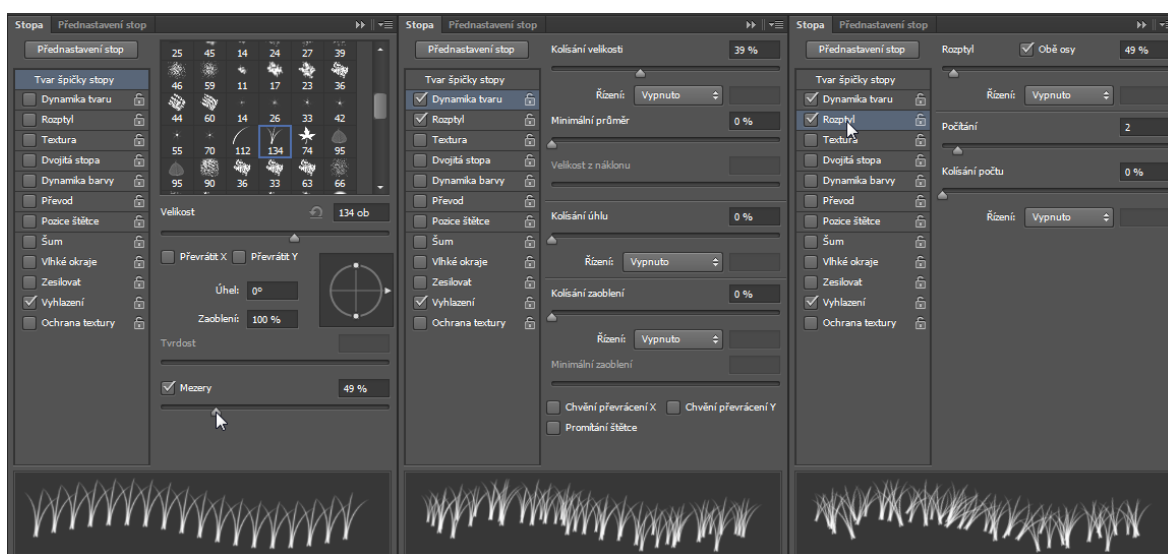 Stopa Přednastavení stop
Přednastavení stop
Tvar špičky stopy
Dynamika tvaru
Rozptyl
Textura
Dvojitá stopa
Dynamika barvy
Převod
Pozice štětce
Šum
Vlhké okraje
Zesilovat
Vyhlazení
Ochrana textury
25 45 14 24 27 39
46 59 11 17 23 36
44 60 14 26 33 42
55 70 112 134 74 95
95 90 36 33 63 66
Velikost 134 ob
Převrátit X Převrátit Y
Úhel: 0º
Zaoblení: 100 %
Tvrdost
Mezery 49 %
Stopa Přednastavení stop
Přednastavení stop
Tvar špičky stopy
Dynamika tvaru
Rozptyl
Textura
Dvojitá stopa
Dynamika barvy
Převod
Pozice štětce
Šum
Vlhké okraje
Zesilovat
Vyhlazení
Ochrana textury
Kolísání velikosti 39 %
Řízení: Vypnuto
Minimální průměr 0 %
Velikost z náklonu
Kolísání úhlu 0 %
Řízení: Vypnuto
Kolísání zaoblení 0 %
Řízení: Vypnuto
Minimální zaoblení
Chvění převrácení X Chvění převrácení Y
Promítání štětce
Stopa Přednastavení stop
Přednastavení stop
Tvar špičky stopy
Dynamika tvaru
Rozptyl
Textura
Dvojitá stopa
Dynamika barvy
Převod
Pozice štětce
Šum
Vlhké okraje
Zesilovat
Vyhlazení
Ochrana textury
Rozptyl Obě osy 49 %
Řízení: Vypnuto
Počítání 2
Kolísání počtu 0 %
Řízení: Vypnuto